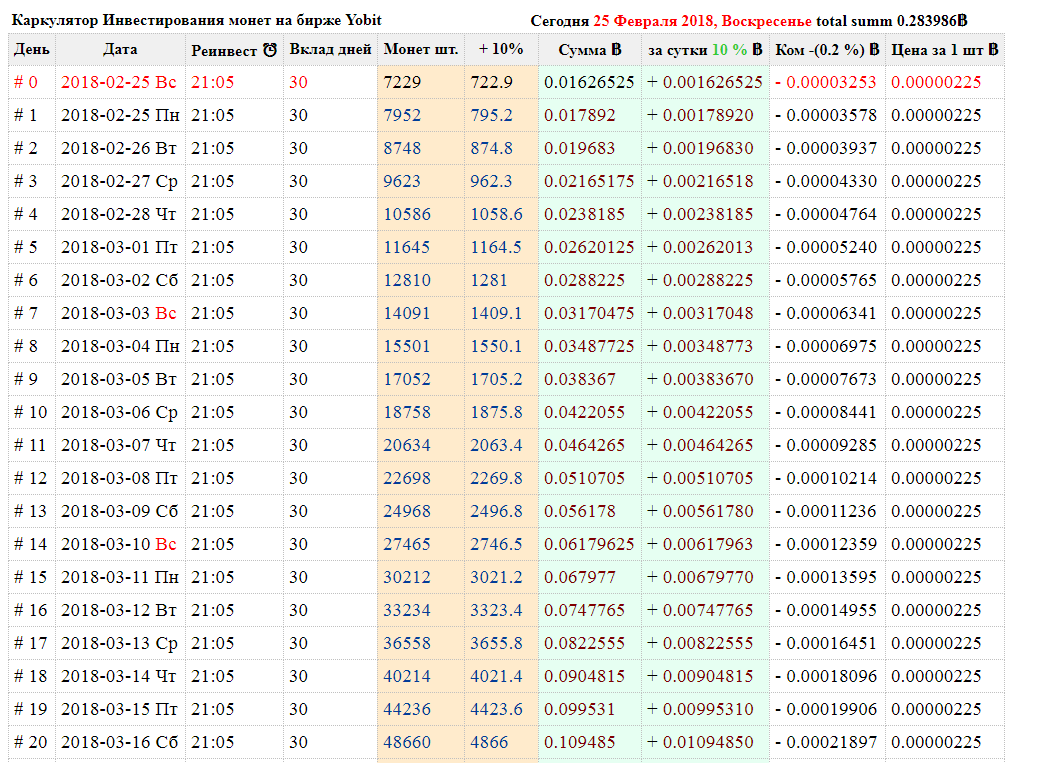 Каркулятор Инвестирования монет на бирже Yobit Сегодня 25 Февраля 2018, Воскресенье total summ 0.283986฿
День Дата Реинвест ⏰ Вклад дней Монет шт. + 10% Сумма ฿ за сутки 10 % ฿ Ком -(0.2 %) ฿ Цена за 1 шт ฿
# 0 2018-02-25 Вс 21:05 30 7229 722.9 0.01626525 + 0.001626525 - 0.00003253 0.00000225
# 1 2018-02-25 Пн 21:05 30 7952 795.2 0.017892 + 0.00178920 - 0.00003578 0.00000225
# 2 2018-02-26 Вт 21:05 30 8748 874.8 0.019683 + 0.00196830 - 0.00003937 0.00000225
# 3 2018-02-27 Ср 21:05 30 9623 962.3 0.02165175 + 0.00216518 - 0.00004330 0.00000225
# 4 2018-02-28 Чт 21:05 30 10586 1058.6 0.0238185 + 0.00238185 - 0.00004764 0.00000225
# 5 2018-03-01 Пт 21:05 30 11645 1164.5 0.02620125 + 0.00262013 - 0.00005240 0.00000225
# 6 2018-03-02 Сб 21:05 30 12810 1281 0.0288225 + 0.00288225 - 0.00005765 0.00000225
# 7 2018-03-03 Вс 21:05 30 14091 1409.1 0.03170475 + 0.00317048 - 0.00006341 0.00000225
# 8 2018-03-04 Пн 21:05 30 15501 1550.1 0.03487725 + 0.00348773 - 0.00006975 0.00000225
# 9 2018-03-05 Вт 21:05 30 17052 1705.2 0.038367 + 0.00383670 - 0.00007673 0.00000225
# 10 2018-03-06 Ср 21:05 30 18758 1875.8 0.0422055 + 0.00422055 - 0.00008441 0.00000225
# 11 2018-03-07 Чт 21:05 30 20634 2063.4 0.0464265 + 0.00464265 - 0.00009285 0.00000225
# 12 2018-03-08 Пт 21:05 30 22698 2269.8 0.0510705 + 0.00510705 - 0.00010214 0.00000225
# 13 2018-03-09 Сб 21:05 30 24968 2496.8 0.056178 + 0.00561780 - 0.00011236 0.00000225
# 14 2018-03-10 Вс 21:05 30 27465 2746.5 0.06179625 + 0.00617963 - 0.00012359 0.00000225
# 15 2018-03-11 Пн 21:05 30 30212 3021.2 0.067977 + 0.00679770 - 0.00013595 0.00000225
# 16 2018-03-12 Вт 21:05 30 33234 3323.4 0.0747765 + 0.00747765 - 0.00014955 0.00000225
# 17 2018-03-13 Ср 21:05 30 36558 3655.8 0.0822555 + 0.00822555 - 0.00016451 0.00000225
# 18 2018-03-14 Чт 21:05 30 40214 4021.4 0.0904815 + 0.00904815 - 0.00018096 0.00000225
# 19 2018-03-15 Пт 21:05 30 44236 4423.6 0.099531 + 0.00995310 - 0.00019906 0.00000225
# 20 2018-03-16 Сб 21:05 30 48660 4866 0.109485 + 0.01094850 - 0.00021897 0.00000225